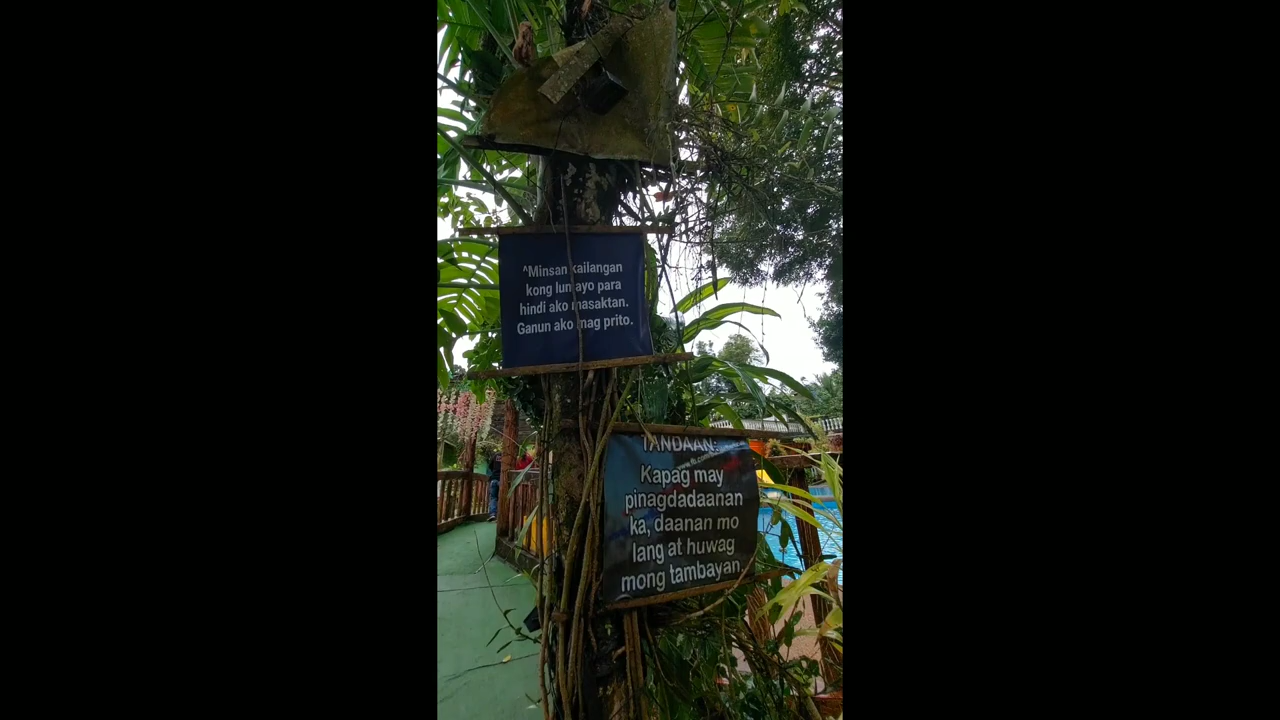 ^Minsan kailangan
kong lumayo para
hindi ako masaktan.
Ganun ako mag prito.
TANDAAN:
Kapag may
pinagdadaanan
ka, daanan mo
lang at huwag
mong tambayan.